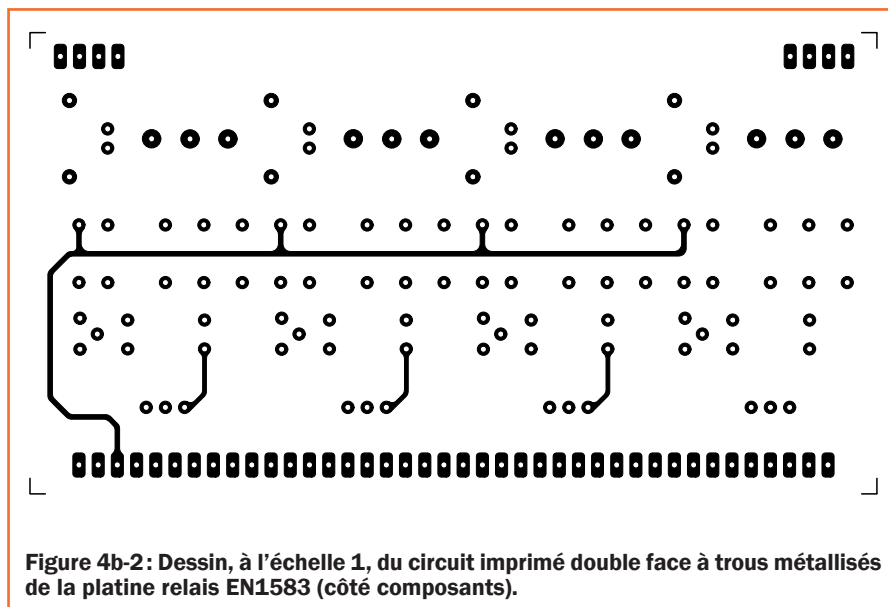 Figure 4b-2: Dessin, à l'échelle 1, du circuit imprimé double face à trous métallisés
de la platine relais EN1583 (côté composants).